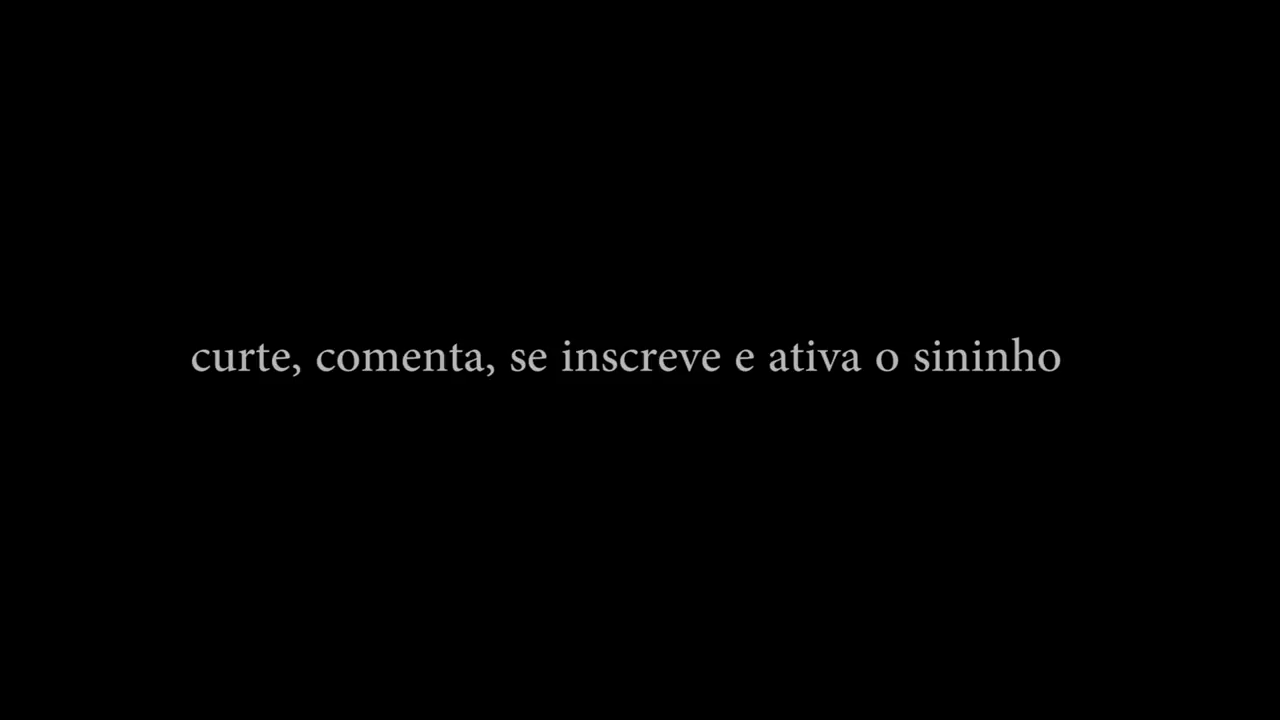 curte, comenta, se inscreve e ativa o sininho